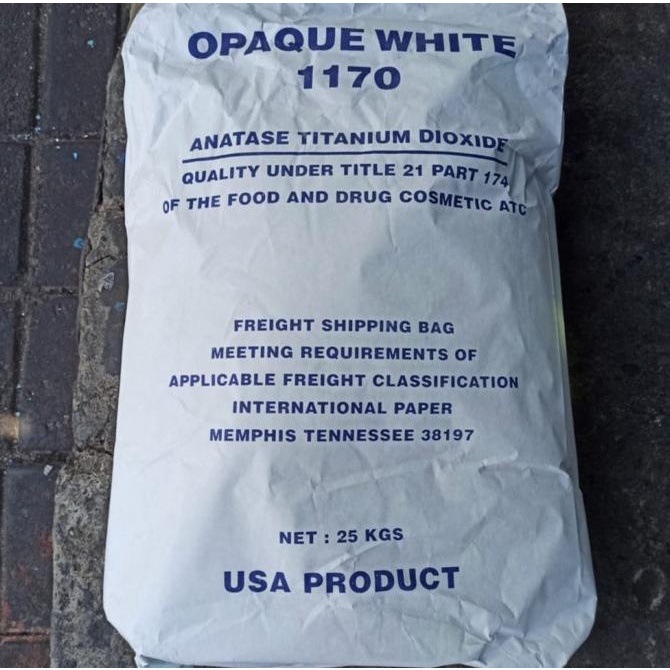 OPAQUE WHITE
1170
ANATASE TITANIUM DIOXIDE
QUALITY UNDER TITLE 21 PART 174
OF THE FOOD AND DRUG COSMETIC ATC
FREIGHT SHIPPING BAG
MEETING REQUIREMENTS OF
APPLICABLE FREIGHT CLASSIFICATION
INTERNATIONAL PAPER
MEMPHIS TENNESSEE 38197
NET : 25 KGS
USA PRODUCT